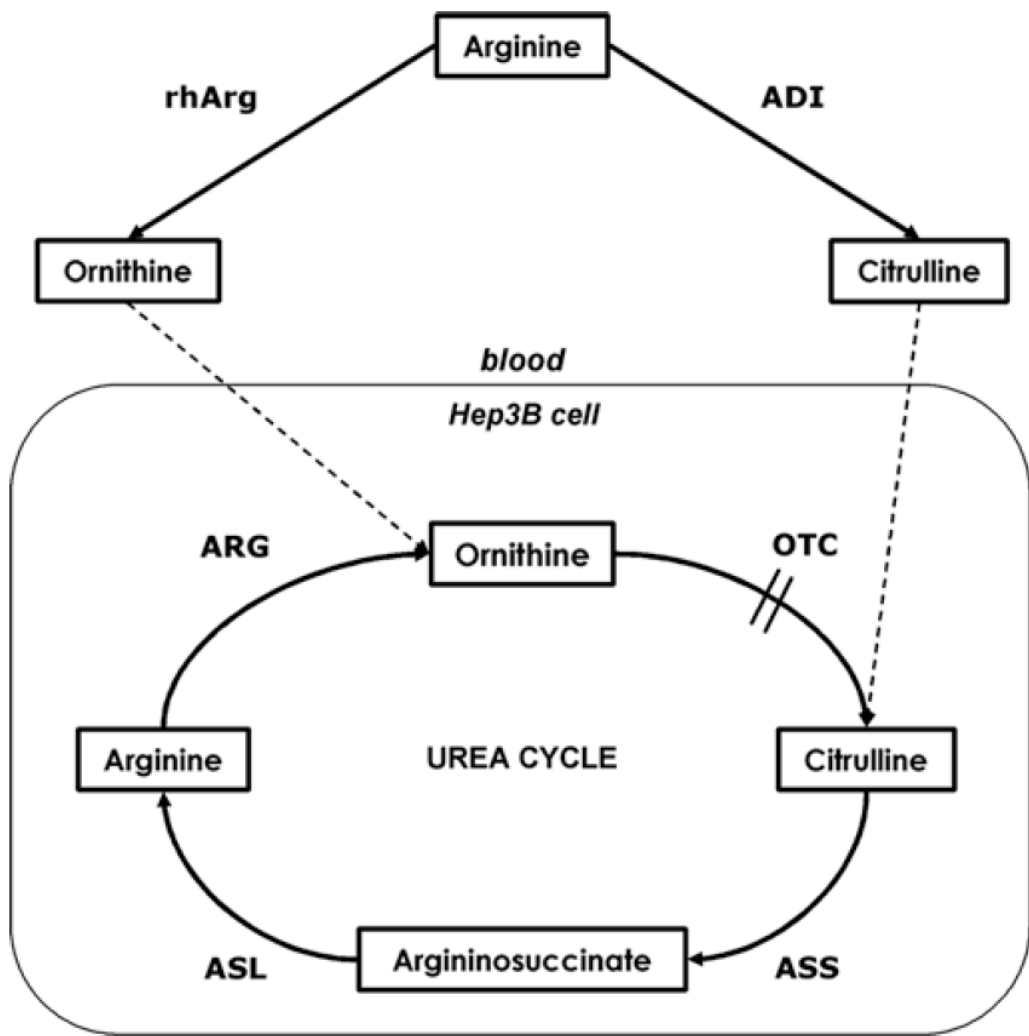 Arginine
rhArg
ADI
Ornithine
Citrulline
blood
Hep3B cell
ARG
Ornithine
OTC
Arginine
UREA CYCLE
Citrulline
ASL
Argininosuccinate
ASS